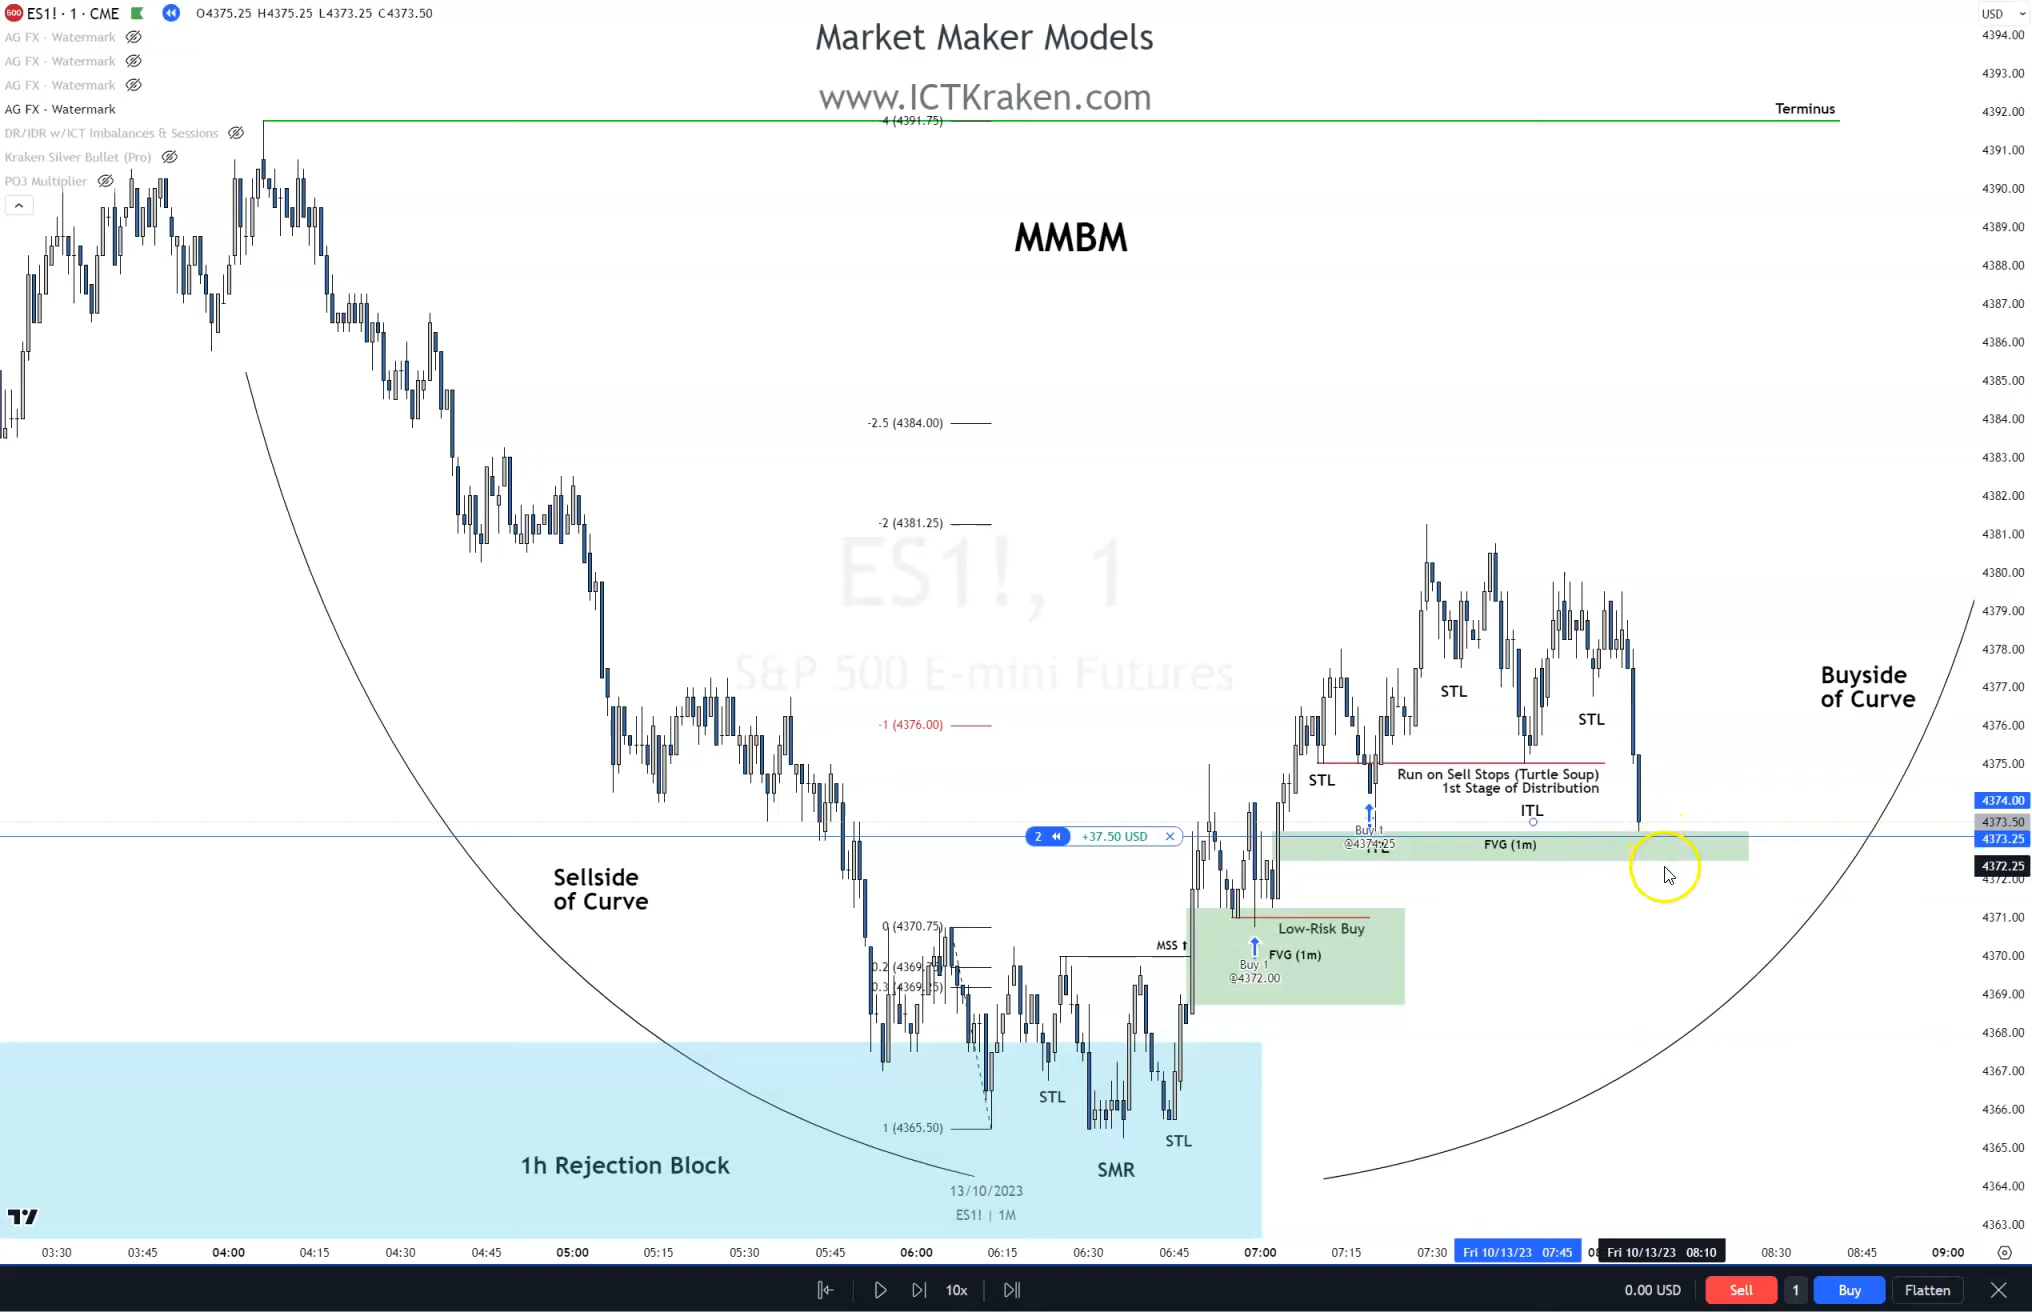 500 ES1! · 1 · CME O4375.25 H4375.25 L4373.25 C4373.50
AG FX - Watermark
AG FX - Watermark
AG FX - Watermark
AG FX - Watermark
DR/IDR w/ICT Imbalances & Sessions
Kraken Silver Bullet (Pro)
PO3 Multiplier
Market Maker Models
www.ICTKraken.com
-4 (4391.75)
Terminus
MMBM
-2.5 (4384.00)
-2 (4381.25)
ES1!, 1
S&P 500 E-mini Futures
-1 (4376.00)
Buyside
of Curve
STL
STL
STL
Run on Sell Stops (Turtle Soup)
1st Stage of Distribution
ITL
2 +37.50 USD
Buy 1
@4374.25
FVG (1m)
Sellside
of Curve
0 (4370.75)
Low-Risk Buy
MSS
FVG (1m)
Buy 1
@4372.00
1 (4365.50)
STL
STL
SMR
1h Rejection Block
13/10/2023
ES1! | 1M
USD
4394.00
4393.00
4392.00
4391.00
4390.00
4389.00
4388.00
4387.00
4386.00
4385.00
4384.00
4383.00
4382.00
4381.00
4380.00
4379.00
4378.00
4377.00
4376.00
4375.00
4374.00
4373.50
4373.25
4372.25
4372.00
4371.00
4370.00
4369.00
4368.00
4367.00
4366.00
4365.00
4364.00
4363.00
03:30 03:45 04:00 04:15 04:30 04:45 05:00 05:15 05:30 05:45 06:00 06:15 06:30 06:45 07:00 07:15 07:30 Fri 10/13/23 07:45 Fri 10/13/23 08:10 08:30 08:45 09:00
10x 0.00 USD Sell 1 Buy Flatten